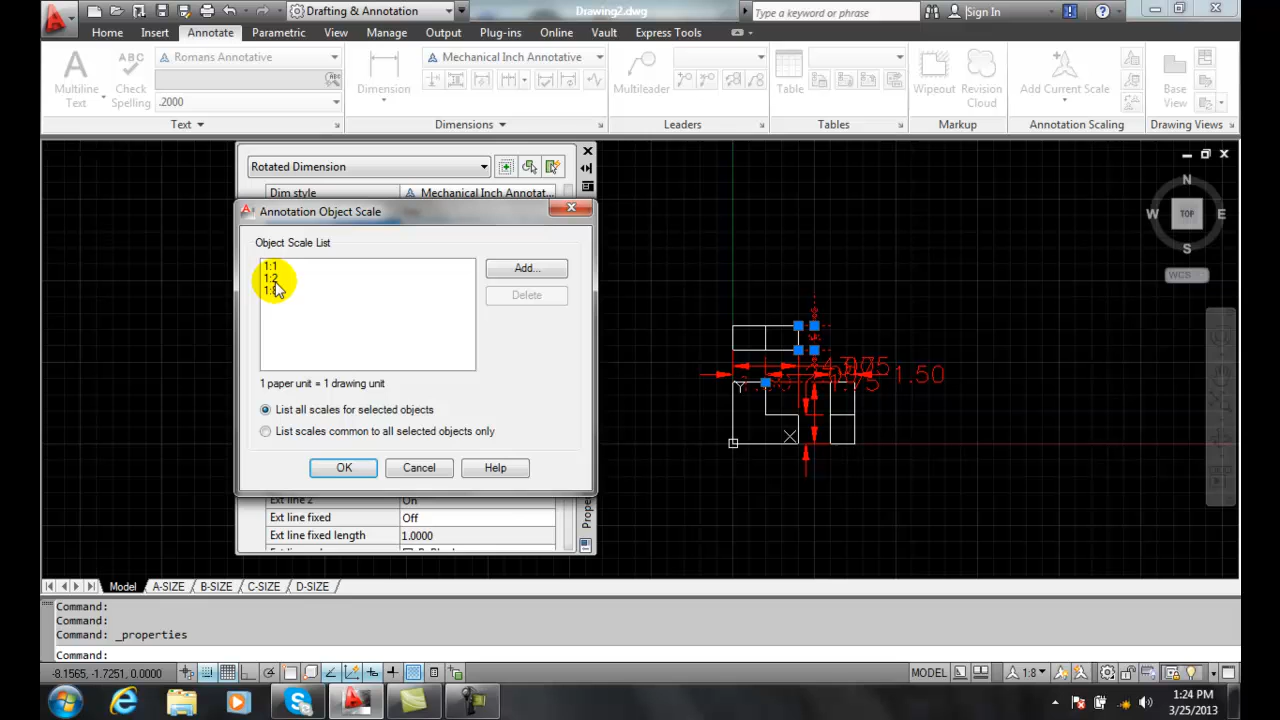 Drafting & Annotation
Drawing2.dwg
Type a keyword or phrase
Sign In
Home Insert Annotate Parametric View Manage Output Plug-ins Online Vault Express Tools
Multiline Text
ABC
Check Spelling
Romans Annotative
.2000
Dimension
Mechanical Inch Annotative
Multileader
Table
Wipeout
Revision Cloud
Add Current Scale
Base View
Text
Dimensions
Leaders
Tables
Markup
Annotation Scaling
Drawing Views
Rotated Dimension
Dim style Mechanical Inch Annotat...
Annotation Object Scale
Object Scale List
1:1
1:2
Add...
Delete
1 paper unit = 1 drawing unit
List all scales for selected objects
List scales common to all selected objects only
OK Cancel Help
Ext line 2 On
Ext line fixed Off
Ext line fixed length 1.0000
N
W TOP E
S
WCS
1.50
Y
X
Model A-SIZE B-SIZE C-SIZE D-SIZE
Command:
Command:
Command: _properties
Command:
-8.1565, -1.7251, 0.0000
MODEL
1:8
1:24 PM
3/25/2013